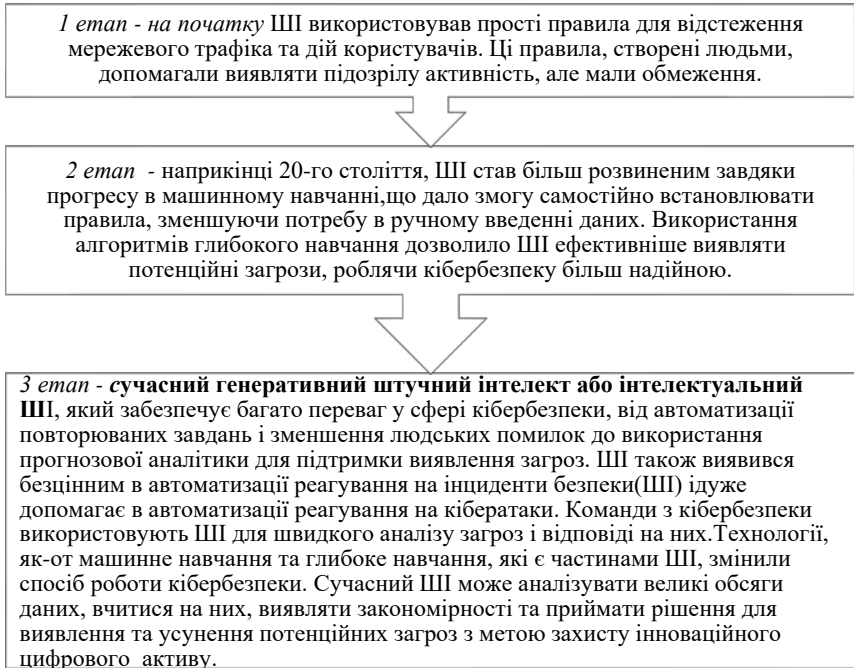 1 етап - на початку ШІ використовував прості правила для відстеження
мережевого трафіка та дій користувачів. Ці правила, створені людьми,
допомагали виявляти підозрілу активність, але мали обмеження.
2 етап - наприкінці 20-го століття, ШІ став більш розвиненим завдяки
прогресу в машинному навчанні,що дало змогу самостійно встановлювати
правила, зменшуючи потребу в ручному введенні даних. Використання
алгоритмів глибокого навчання дозволило ШІ ефективніше виявляти
потенційні загрози, роблячи кібербезпеку більш надійною.
3 етап - сучасний генеративний штучний інтелект або інтелектуальний
ШІ, який забезпечує багато переваг у сфері кібербезпеки, від автоматизації
повторюваних завдань і зменшення людських помилок до використання
прогнозової аналітики для підтримки виявлення загроз. ШІ також виявився
безцінним в автоматизації реагування на інциденти безпеки(ШІ) ідуже
допомагає в автоматизації реагування на кібератаки. Команди з кібербезпеки
використовують ШІ для швидкого аналізу загроз і відповіді на них.Технології,
як-от машинне навчання та глибоке навчання, які є частинами ШІ, змінили
спосіб роботи кібербезпеки. Сучасний ШІ може аналізувати великі обсяги
даних, вчитися на них, виявляти закономірності та приймати рішення для
виявлення та усунення потенційних загроз з метою захисту інноваційного
цифрового активу.